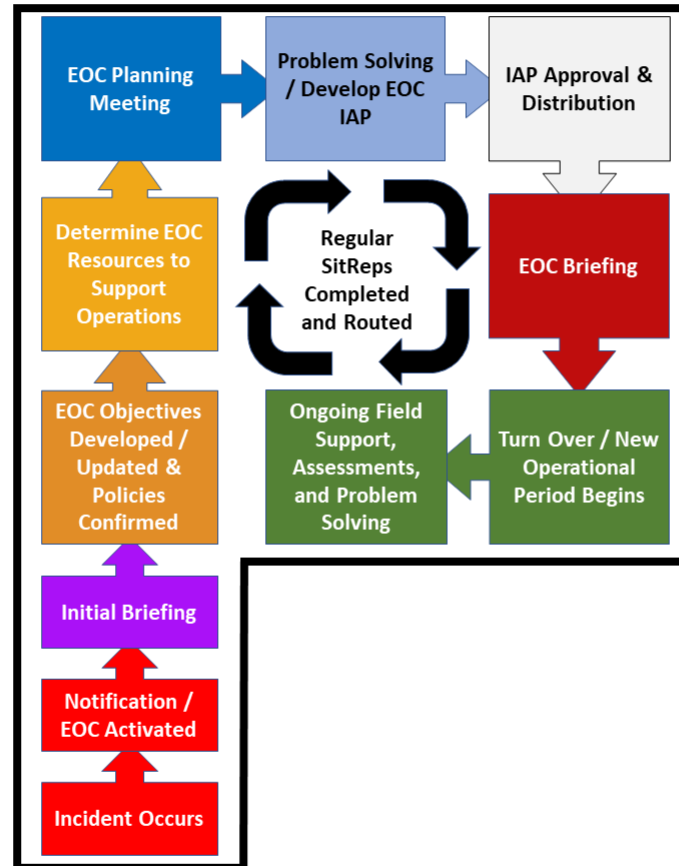 EOC Planning
Meeting
Problem Solving
/ Develop EOC
IAP
IAP Approval &
Distribution
Determine EOC
Resources to
Support
Operations
Regular
SitReps
Completed
and Routed
EOC Briefing
EOC Objectives
Developed /
Updated &
Policies
Confirmed
Ongoing Field
Support,
Assessments,
and Problem
Solving
Turn Over / New
Operational
Period Begins
Initial Briefing
Notification /
EOC Activated
Incident Occurs